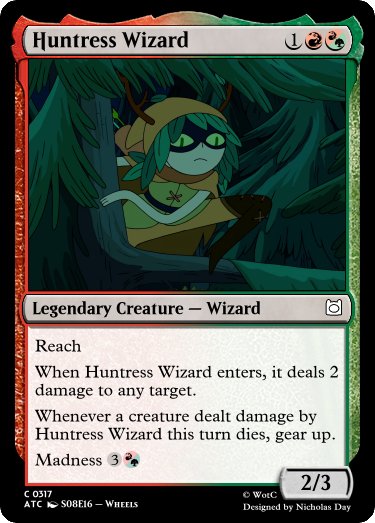 Huntress Wizard 1
Legendary Creature — Wizard
Reach
When Huntress Wizard enters, it deals 2
damage to any target.
Whenever a creature dealt damage by
Huntress Wizard this turn dies, gear up.
Madness 3
2/3
C 0317
ATC S08E16 — Wheels
© WotC
Designed by Nicholas Day